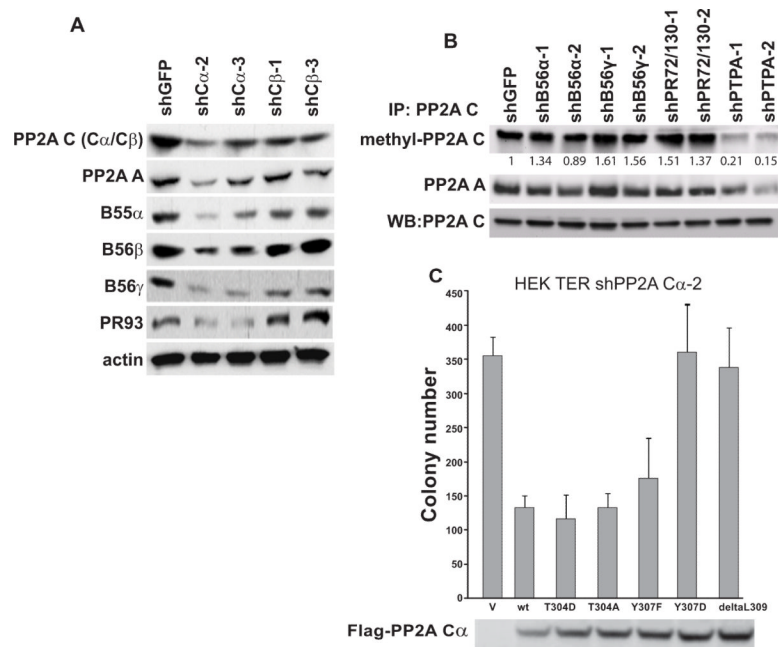 A
shGFP
shCα-2
shCα-3
shCβ-1
shCβ-3
PP2A C (Cα/Cβ)
PP2A A
B55α
B56β
B56γ
PR93
actin
B
shGFP
shB56α-1
shB56α-2
shB56γ-1
shB56γ-2
shPR72/130-1
shPR72/130-2
shPTPA-1
shPTPA-2
IP: PP2A C
methyl-PP2A C
1 1.34 0.89 1.61 1.56 1.51 1.37 0.21 0.15
PP2A A
WB:PP2A C
C
HEK TER shPP2A Cα-2
Colony number
450
400
350
300
250
200
150
100
50
0
V wt T304D T304A Y307F Y307D deltaL309
Flag-PP2A Cα